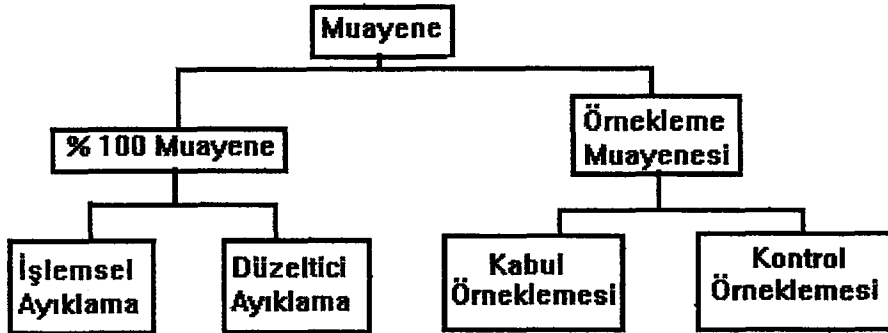 Muayene
% 100 Muayene
Örnekleme
Muayenesi
İşlemsel
Ayıklama
Düzeltici
Ayıklama
Kabul
Örneklemesi
Kontrol
Örneklemesi